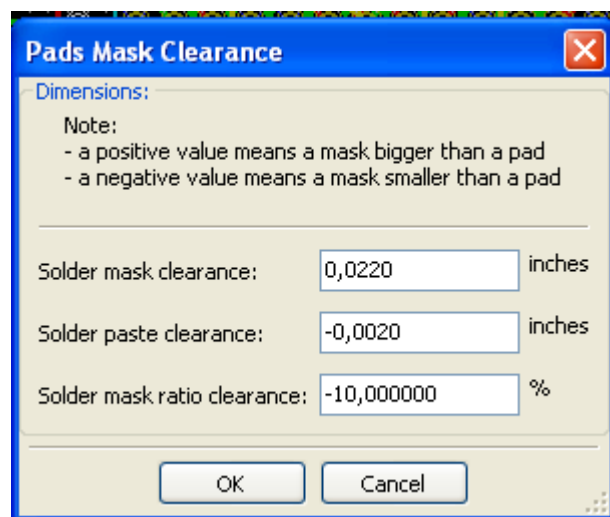 Pads Mask Clearance
Dimensions:
Note:
- a positive value means a mask bigger than a pad
- a negative value means a mask smaller than a pad
Solder mask clearance: 0,0220 inches
Solder paste clearance: -0,0020 inches
Solder mask ratio clearance: -10,000000 %
OK Cancel